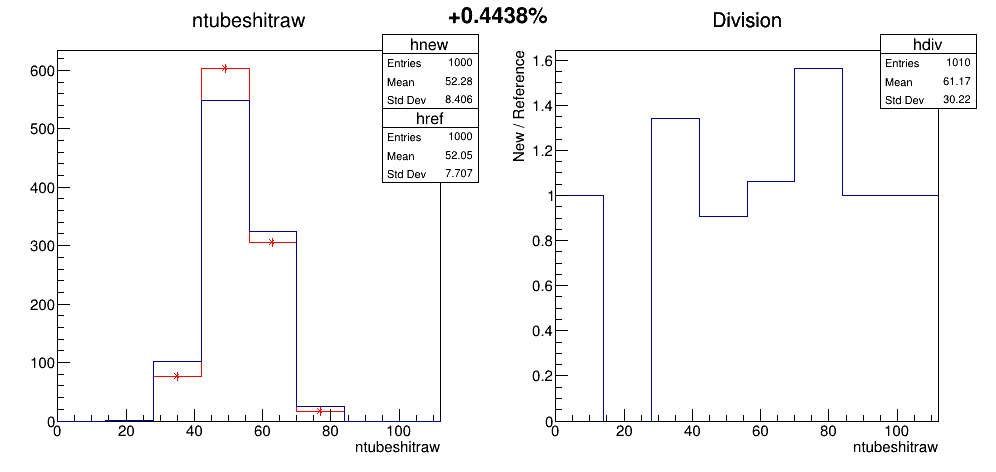 +0.4438%
ntubeshitraw
hnew
Entries 1000
Mean 52.28
Std Dev 8.406
href
Entries 1000
Mean 52.05
Std Dev 7.707
600
500
400
300
200
100
0
0 20 40 60 80 100
ntubeshitraw
Division
hdiv
Entries 1010
Mean 61.17
Std Dev 30.22
New / Reference
1.6
1.4
1.2
1
0.8
0.6
0.4
0.2
0
0 20 40 60 80 100
ntubeshitraw